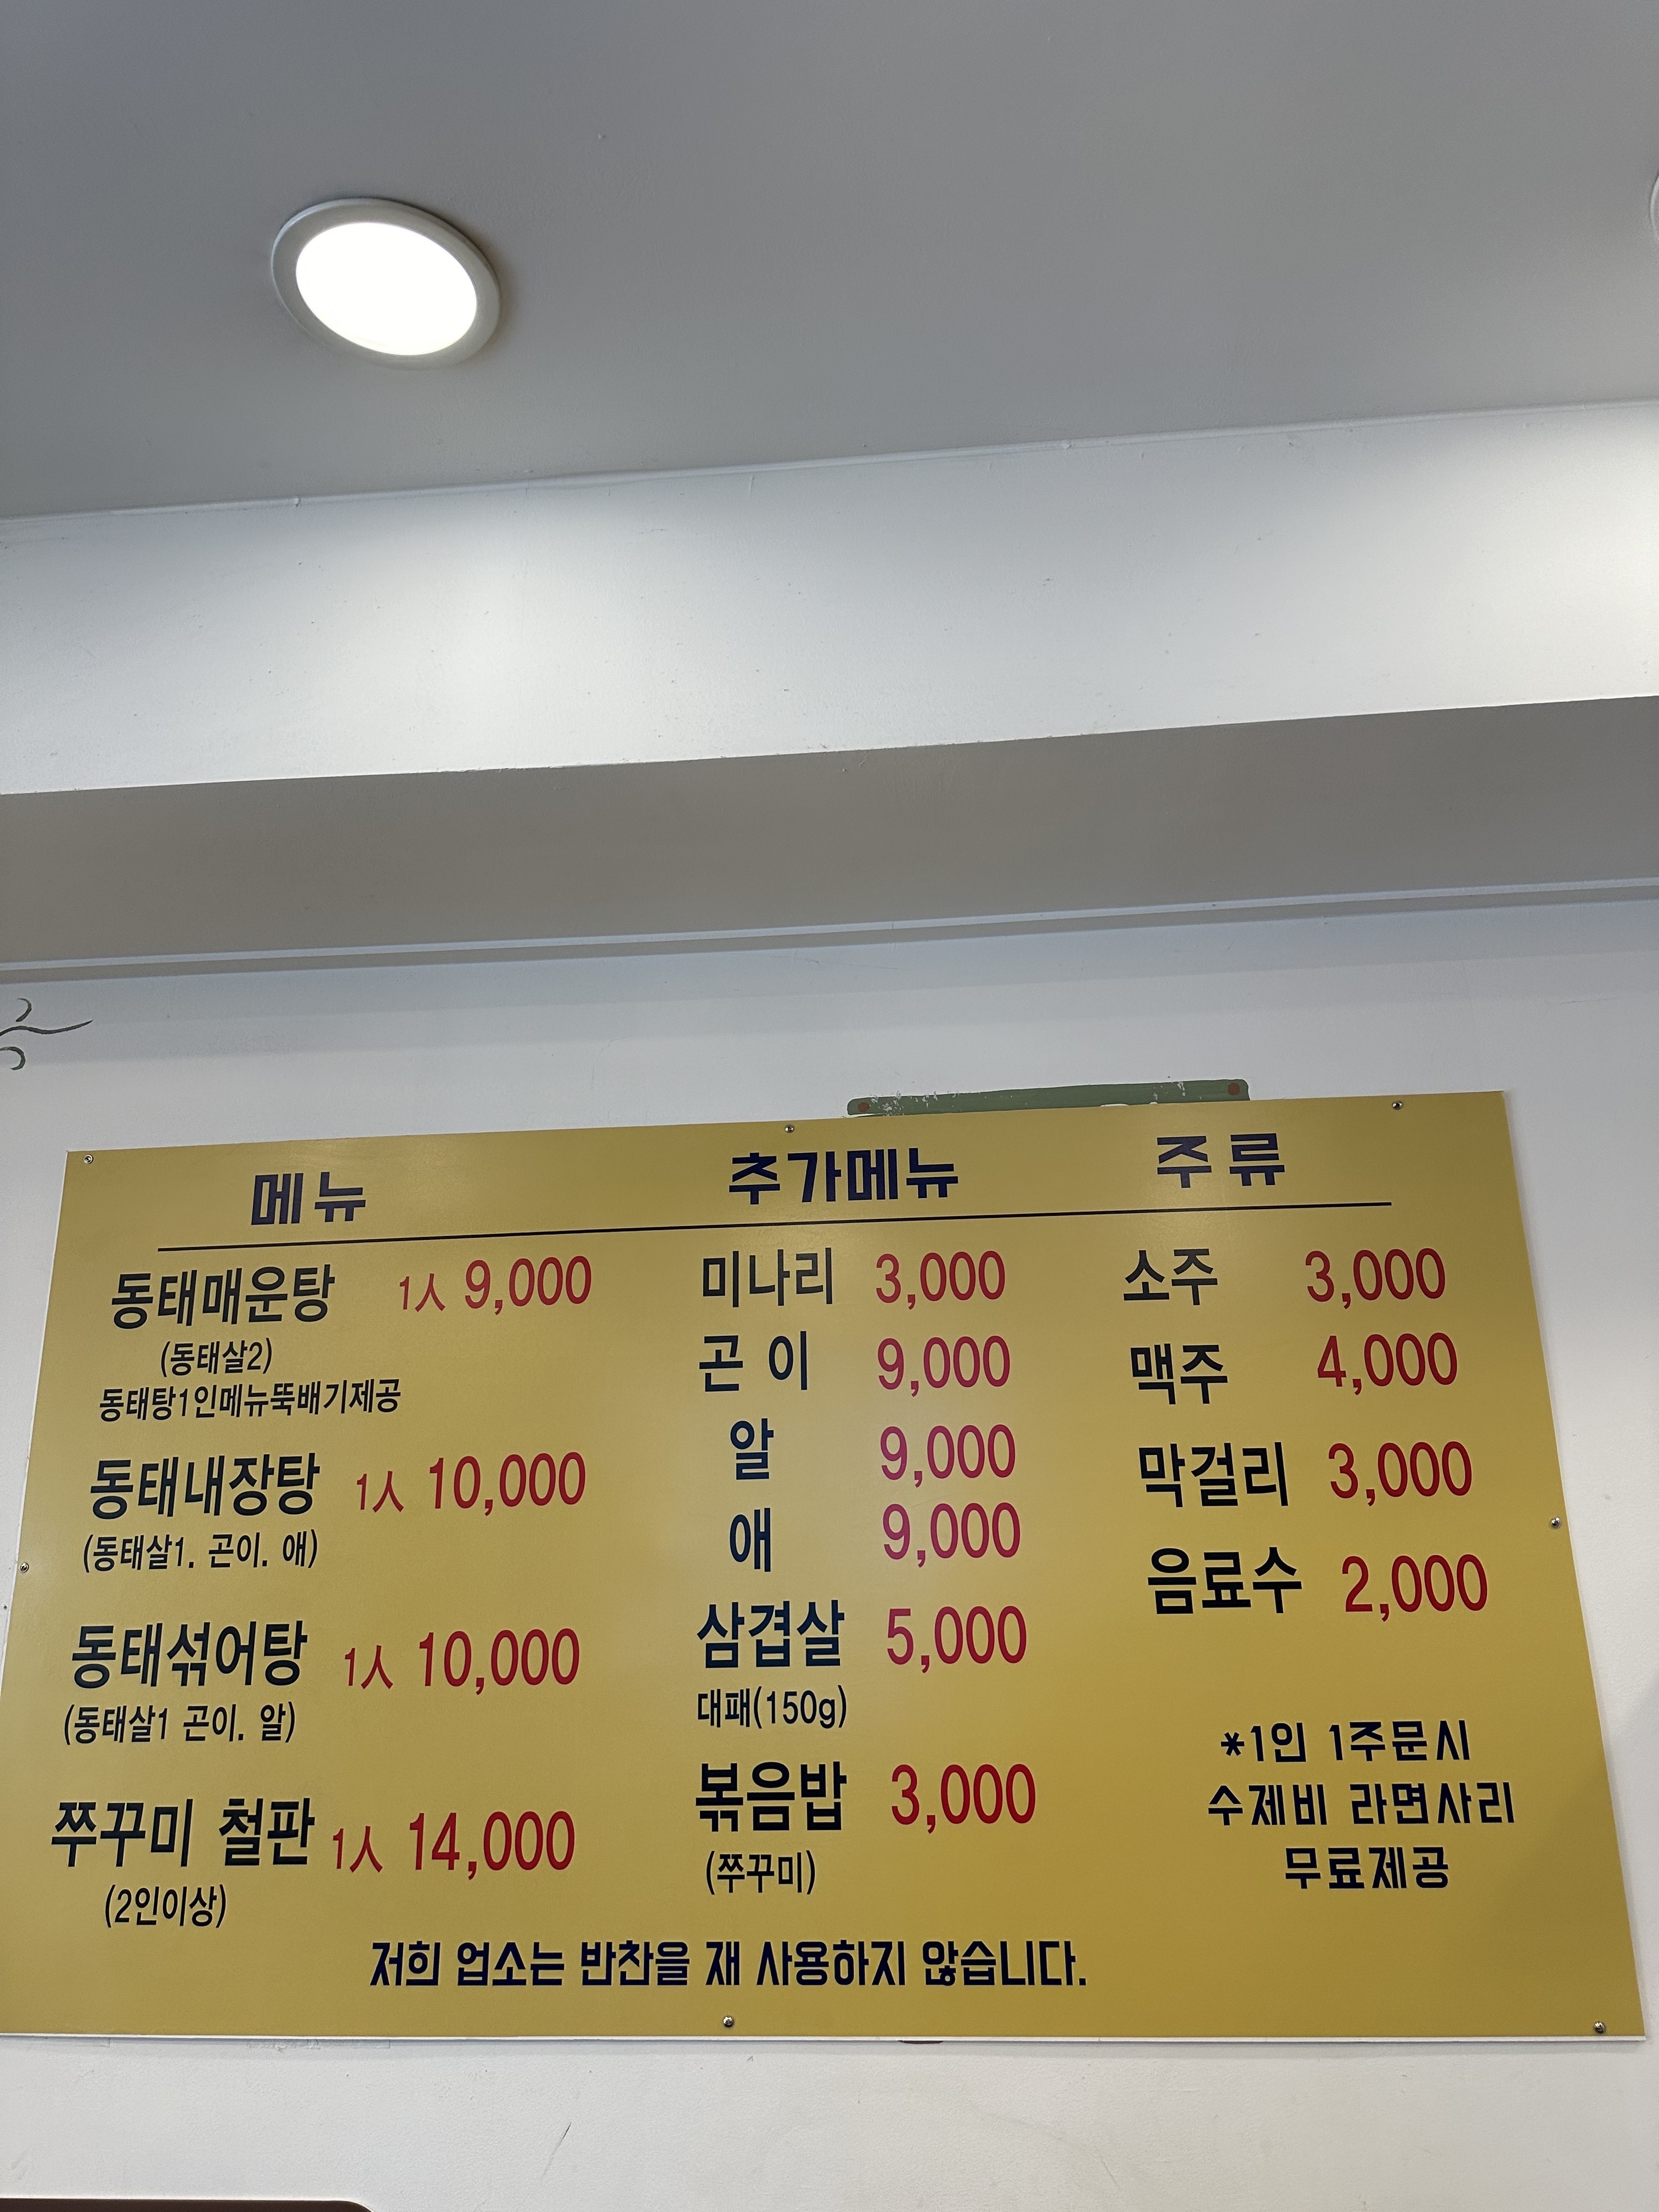 메뉴
동태매운탕 1人 9,000
(동태살2)
동태탕1인메뉴뚝배기제공
동태내장탕 1人 10,000
(동태살1. 곤이. 애)
동태섞어탕 1人 10,000
(동태살1 곤이. 알)
쭈꾸미 철판 1人 14,000
(2인이상)
추가메뉴
미나리 3,000
곤이 9,000
알 9,000
애 9,000
삼겹살 5,000
대패(150g)
볶음밥 3,000
(쭈꾸미)
주류
소주 3,000
맥주 4,000
막걸리 3,000
음료수 2,000
*1인 1주문시
수제비 라면사리
무료제공
저희 업소는 반찬을 재 사용하지 않습니다.